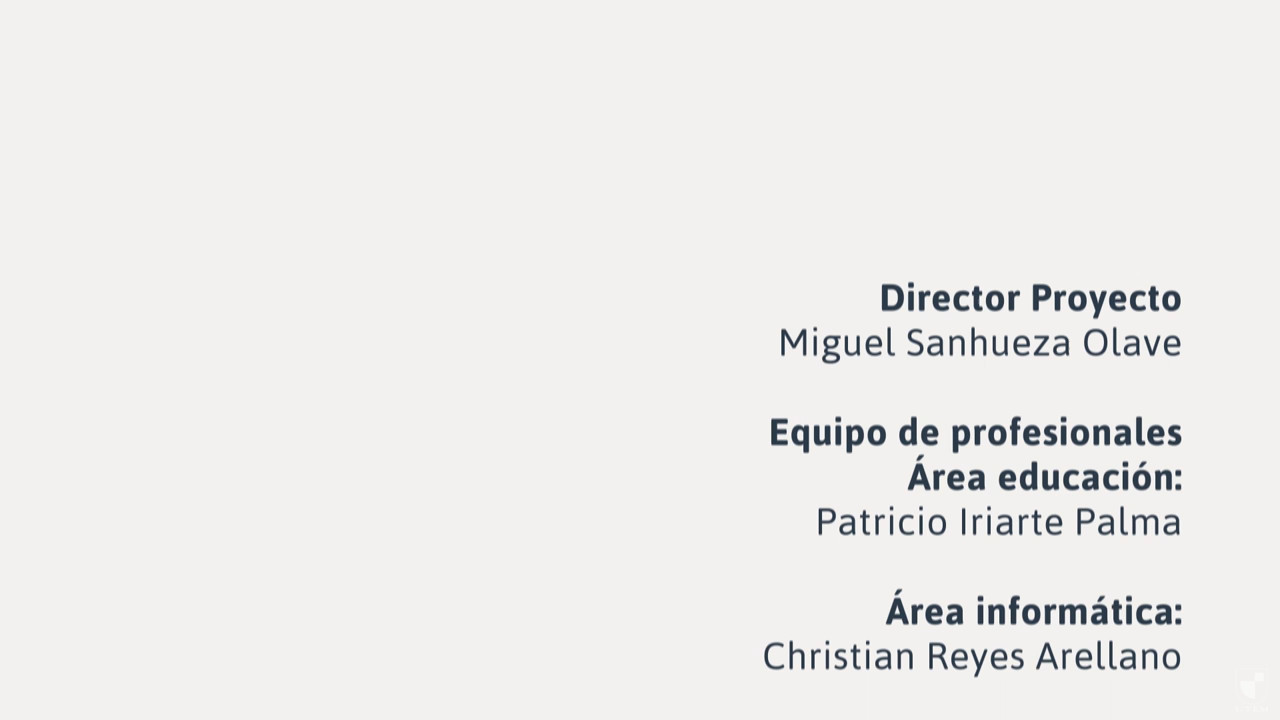 Director Proyecto
Miguel Sanhueza Olave
Equipo de profesionales
Área educación:
Patricio Iriarte Palma
Área informática:
Christian Reyes Arellano